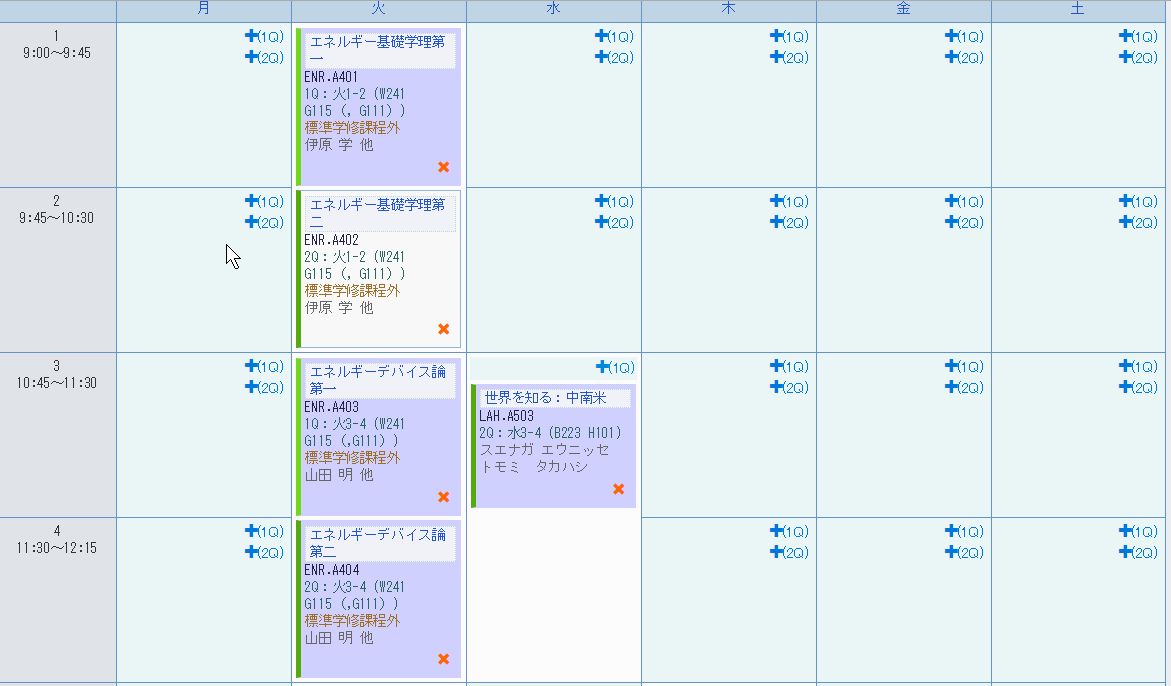 月 火 水 木 金 土
1
9:00～9:45
✚(1Q)
✚(2Q)
エネルギー基礎学理第
一
ENR.A401
1Q：火1-2 (W241
G115 (, G111) )
標準学修課程外
伊原 学 他
✚(1Q)
✚(2Q)
✚(1Q)
✚(2Q)
✚(1Q)
✚(2Q)
✚(1Q)
✚(2Q)
2
9:45～10:30
✚(1Q)
✚(2Q)
エネルギー基礎学理第
二
ENR.A402
2Q：火1-2 (W241
G115 (, G111) )
標準学修課程外
伊原 学 他
✚(1Q)
✚(2Q)
✚(1Q)
✚(2Q)
✚(1Q)
✚(2Q)
✚(1Q)
✚(2Q)
3
10:45～11:30
✚(1Q)
✚(2Q)
エネルギーデバイス論
第一
ENR.A403
1Q：火3-4 (W241
G115 (,G111) )
標準学修課程外
山田 明 他
✚(1Q)
世界を知る：中南米
LAH.A503
2Q：水3-4 (B223 H101)
スエナガ エウニッセ
トモミ　タカハシ
✚(1Q)
✚(2Q)
✚(1Q)
✚(2Q)
✚(1Q)
✚(2Q)
4
11:30～12:15
✚(1Q)
✚(2Q)
エネルギーデバイス論
第二
ENR.A404
2Q：火3-4 (W241
G115 (,G111) )
標準学修課程外
山田 明 他
✚(1Q)
✚(2Q)
✚(1Q)
✚(2Q)
✚(1Q)
✚(2Q)